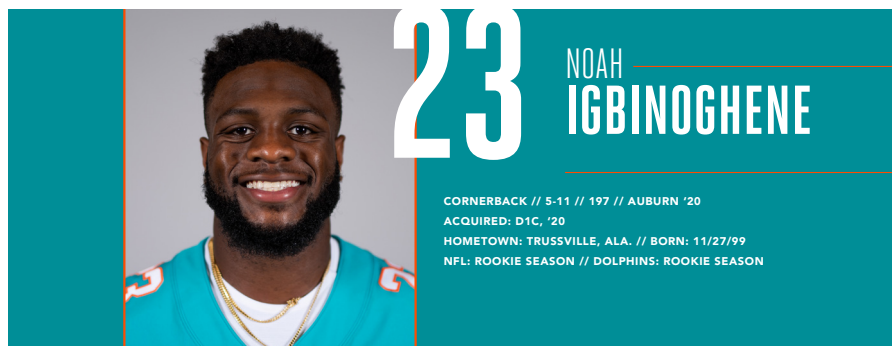 23
NOAH
IGBINOGHENE
CORNERBACK // 5-11 // 197 // AUBURN ’20
ACQUIRED: D1C, ’20
HOMETOWN: TRUSSVILLE, ALA. // BORN: 11/27/99
NFL: ROOKIE SEASON // DOLPHINS: ROOKIE SEASON